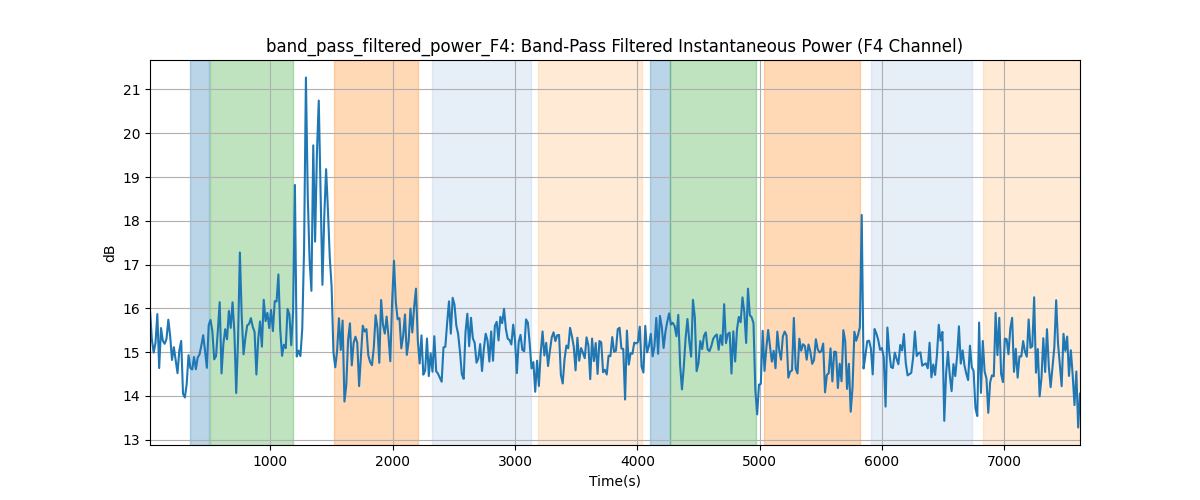 band_pass_filtered_power_F4: Band-Pass Filtered Instantaneous Power (F4 Channel)
21
20
19
18
17
16
15
14
13
dB
1000 2000 3000 4000 5000 6000 7000
Time(s)